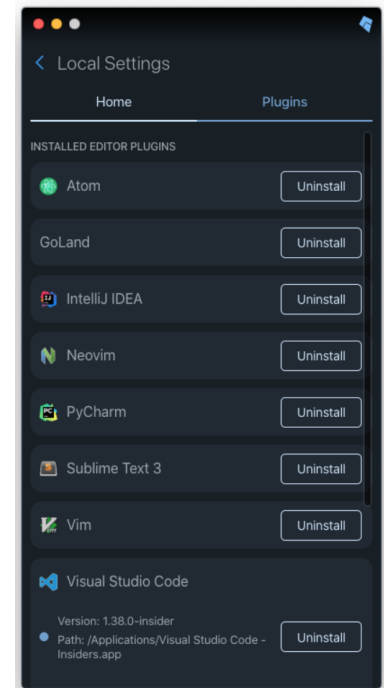 Local Settings
Home Plugins
INSTALLED EDITOR PLUGINS
Atom Uninstall
GoLand Uninstall
IntelliJ IDEA Uninstall
Neovim Uninstall
PyCharm Uninstall
Sublime Text 3 Uninstall
Vim Uninstall
Visual Studio Code
Version: 1.38.0-insider
Path: /Applications/Visual Studio Code - Uninstall
Insiders.app